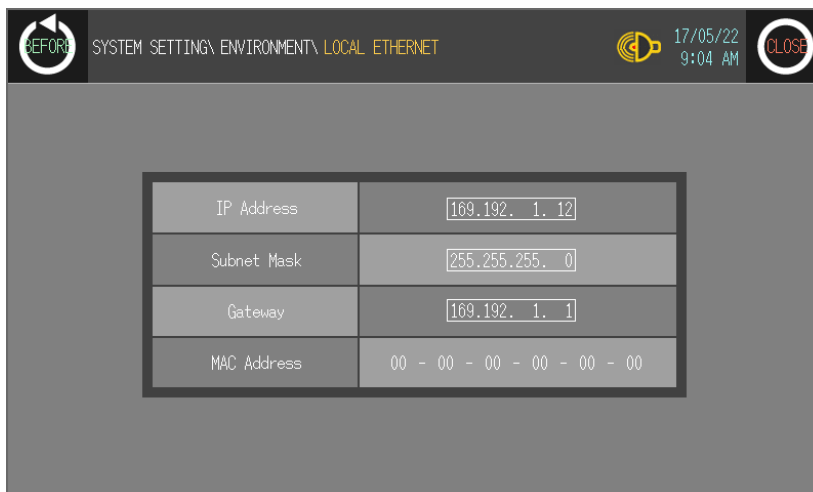 BEFORE
SYSTEM SETTING\ ENVIRONMENT\ LOCAL ETHERNET
17/05/22
9:04 AM
CLOSE
IP Address 169.192. 1. 12
Subnet Mask 255.255.255. 0
Gateway 169.192. 1. 1
MAC Address 00 - 00 - 00 - 00 - 00 - 00